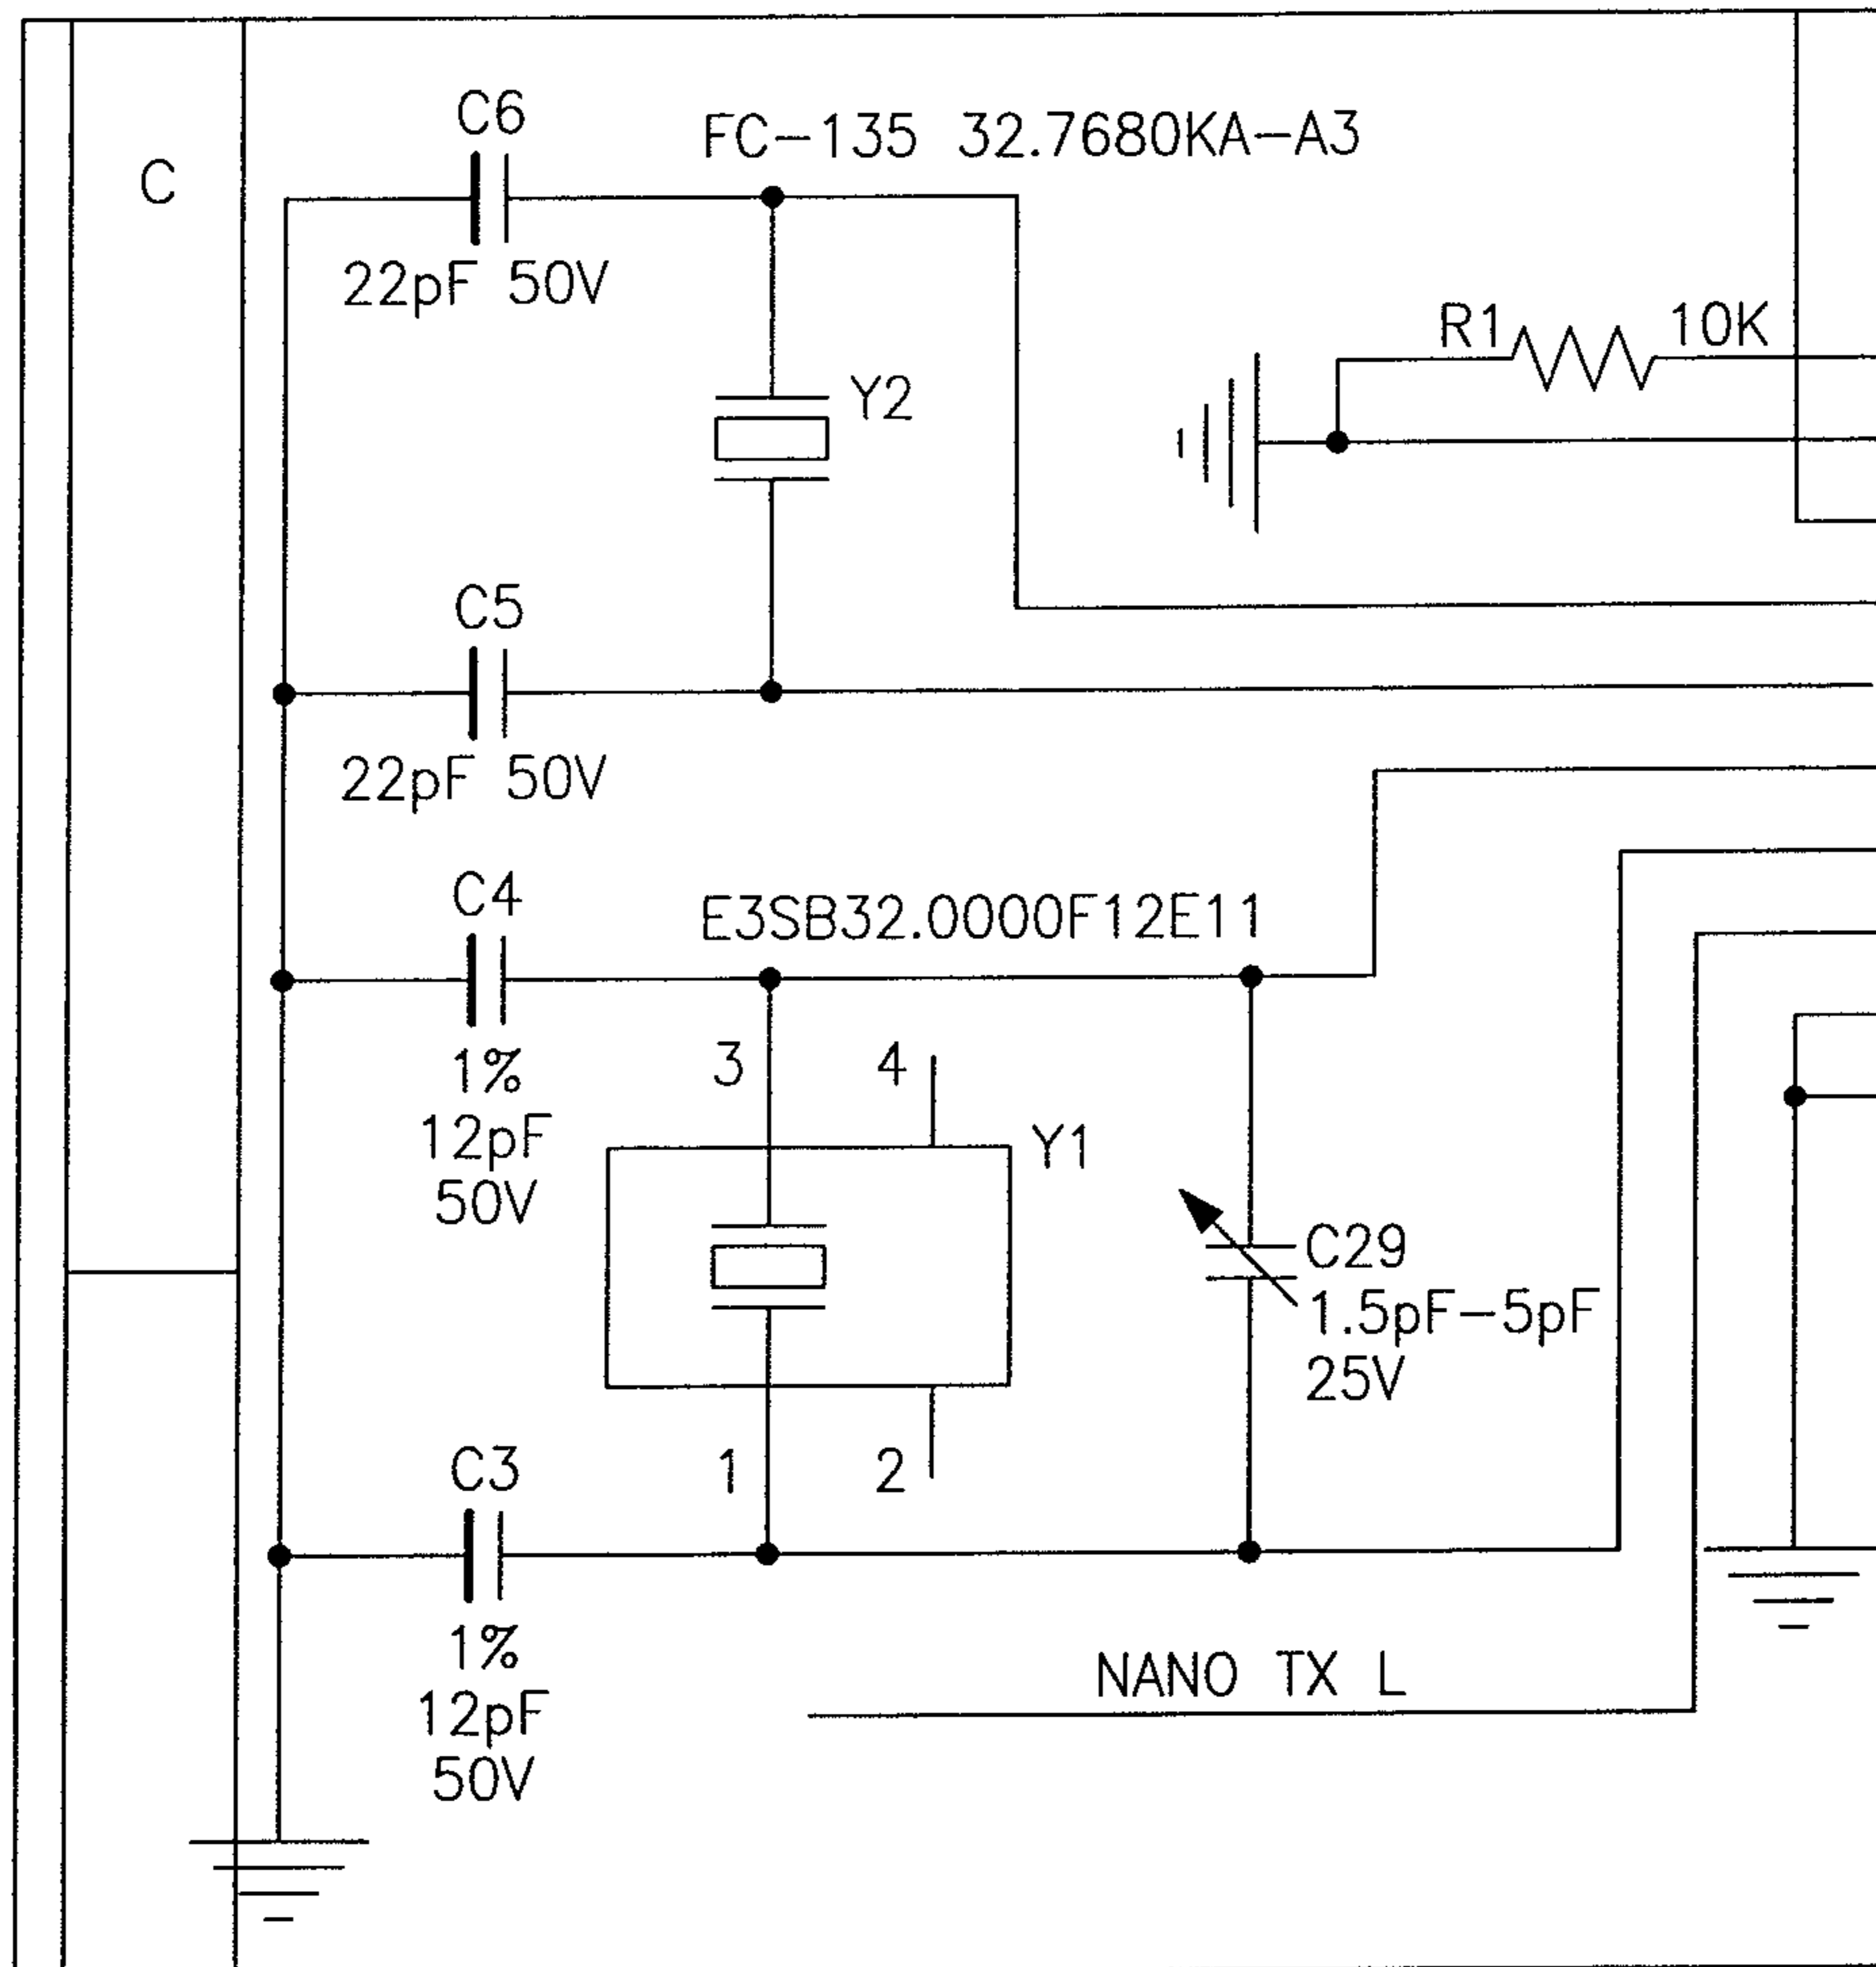 C6
FC-135 32.7680KA-A3
C
22pF 50V
R1 10K
Y2
C5
22pF 50V
C4
E3SB32.0000F12E11
1%
12pF
50V
3 4
Y1
C29
1.5pF-5pF
25V
1 2
C3
1%
12pF
50V
NANO TX L